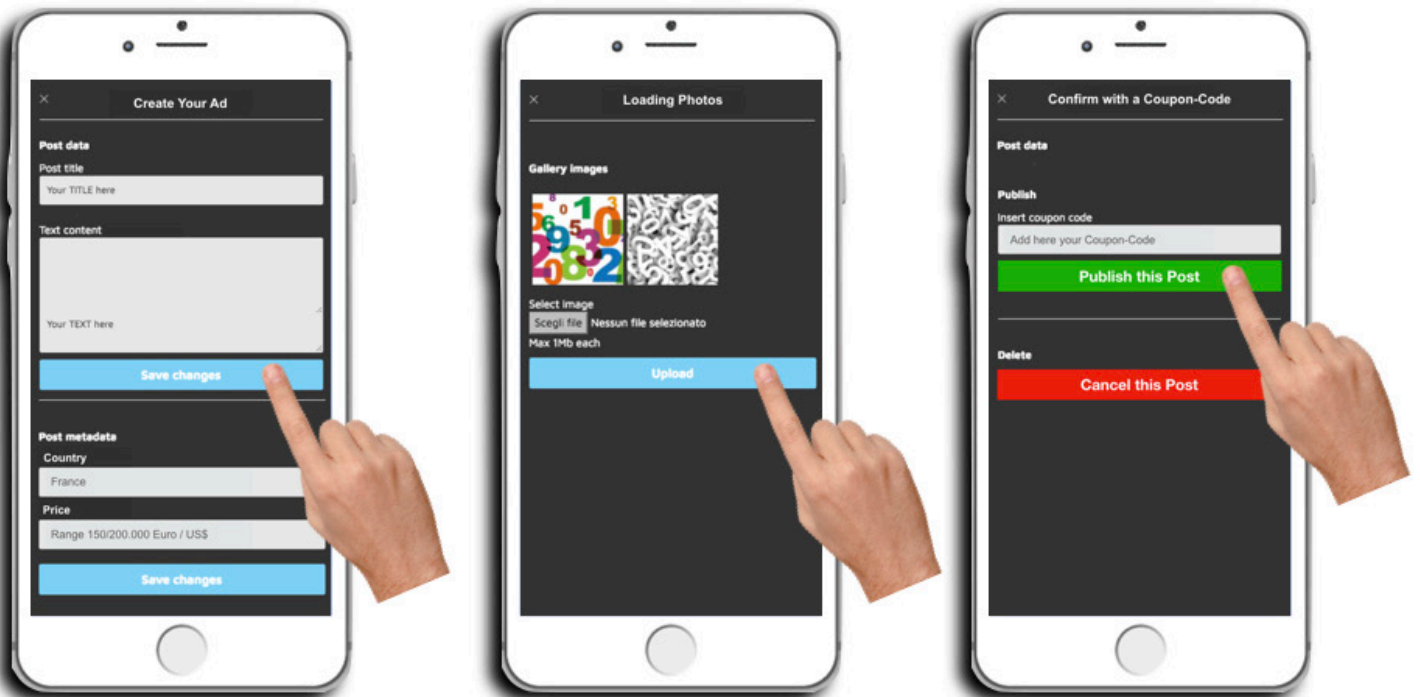 Create Your Ad
Post data
Post title
Your TITLE here
Text content
Your TEXT here
Save changes
Post metadata
Country
France
Price
Range 150/200.000 Euro / US$
Save changes
Loading Photos
Gallery images
Select image
Scegli file Nessun file selezionato
Max 1Mb each
Upload
Confirm with a Coupon-Code
Post data
Publish
Insert coupon code
Add here your Coupon-Code
Publish this Post
Delete
Cancel this Post